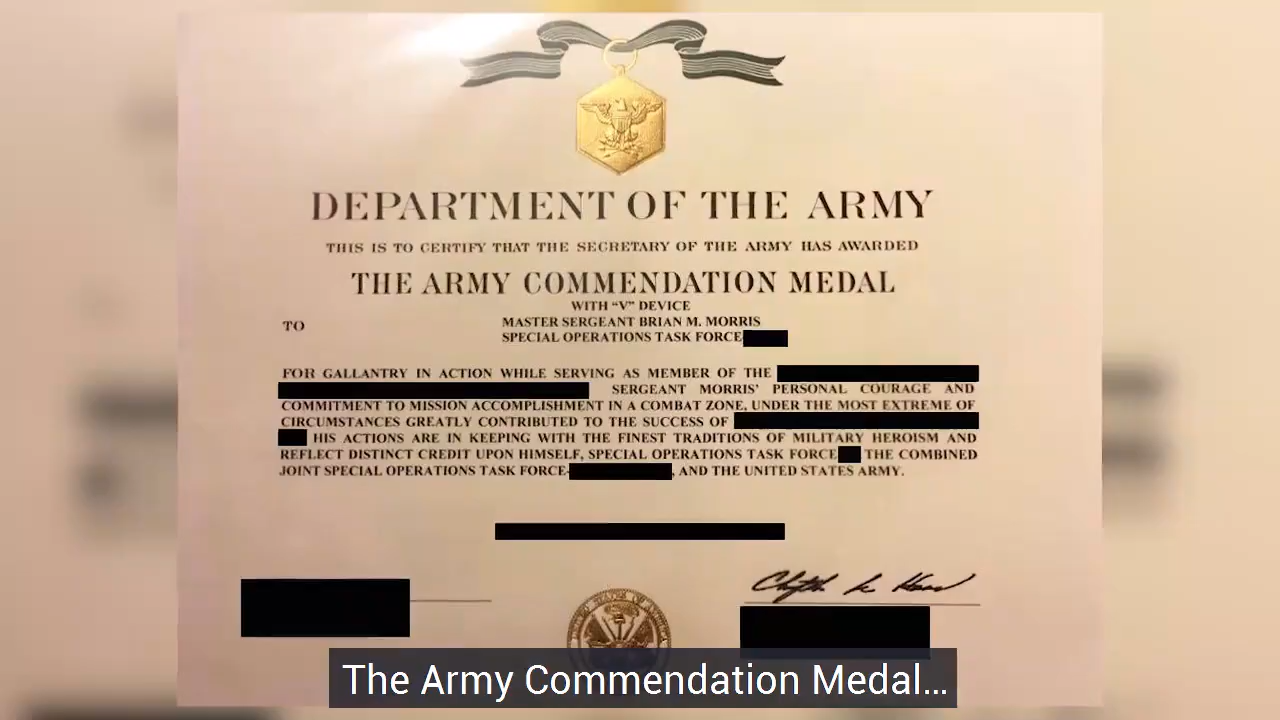 DEPARTMENT OF THE ARMY
THIS IS TO CERTIFY THAT THE SECRETARY OF THE ARMY HAS AWARDED
THE ARMY COMMENDATION MEDAL
WITH "V" DEVICE
TO MASTER SERGEANT BRIAN M. MORRIS
SPECIAL OPERATIONS TASK FORCE
FOR GALLANTRY IN ACTION WHILE SERVING AS MEMBER OF THE
SERGEANT MORRIS' PERSONAL COURAGE AND
COMMITMENT TO MISSION ACCOMPLISHMENT IN A COMBAT ZONE, UNDER THE MOST EXTREME OF
CIRCUMSTANCES GREATLY CONTRIBUTED TO THE SUCCESS OF
HIS ACTIONS ARE IN KEEPING WITH THE FINEST TRADITIONS OF MILITARY HEROISM AND
REFLECT DISTINCT CREDIT UPON HIMSELF, SPECIAL OPERATIONS TASK FORCE THE COMBINED
JOINT SPECIAL OPERATIONS TASK FORCE- , AND THE UNITED STATES ARMY.
The Army Commendation Medal...